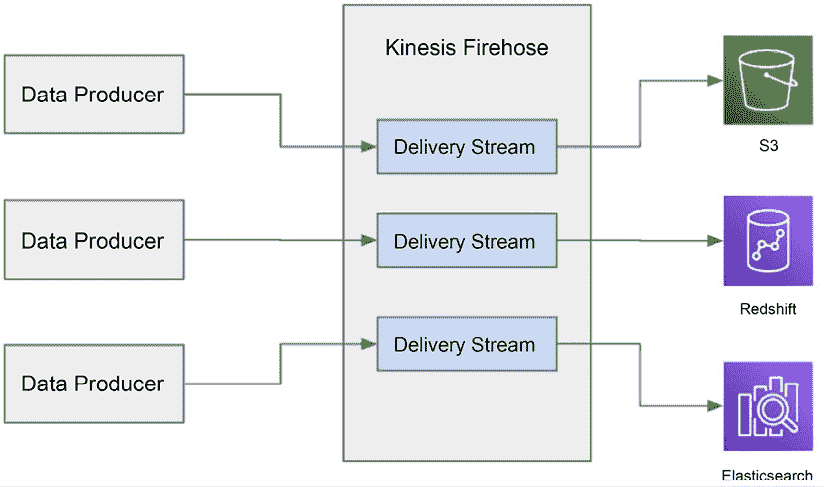 Kinesis Firehose
Data Producer
Delivery Stream
S3
Data Producer
Delivery Stream
Redshift
Data Producer
Delivery Stream
Elasticsearch